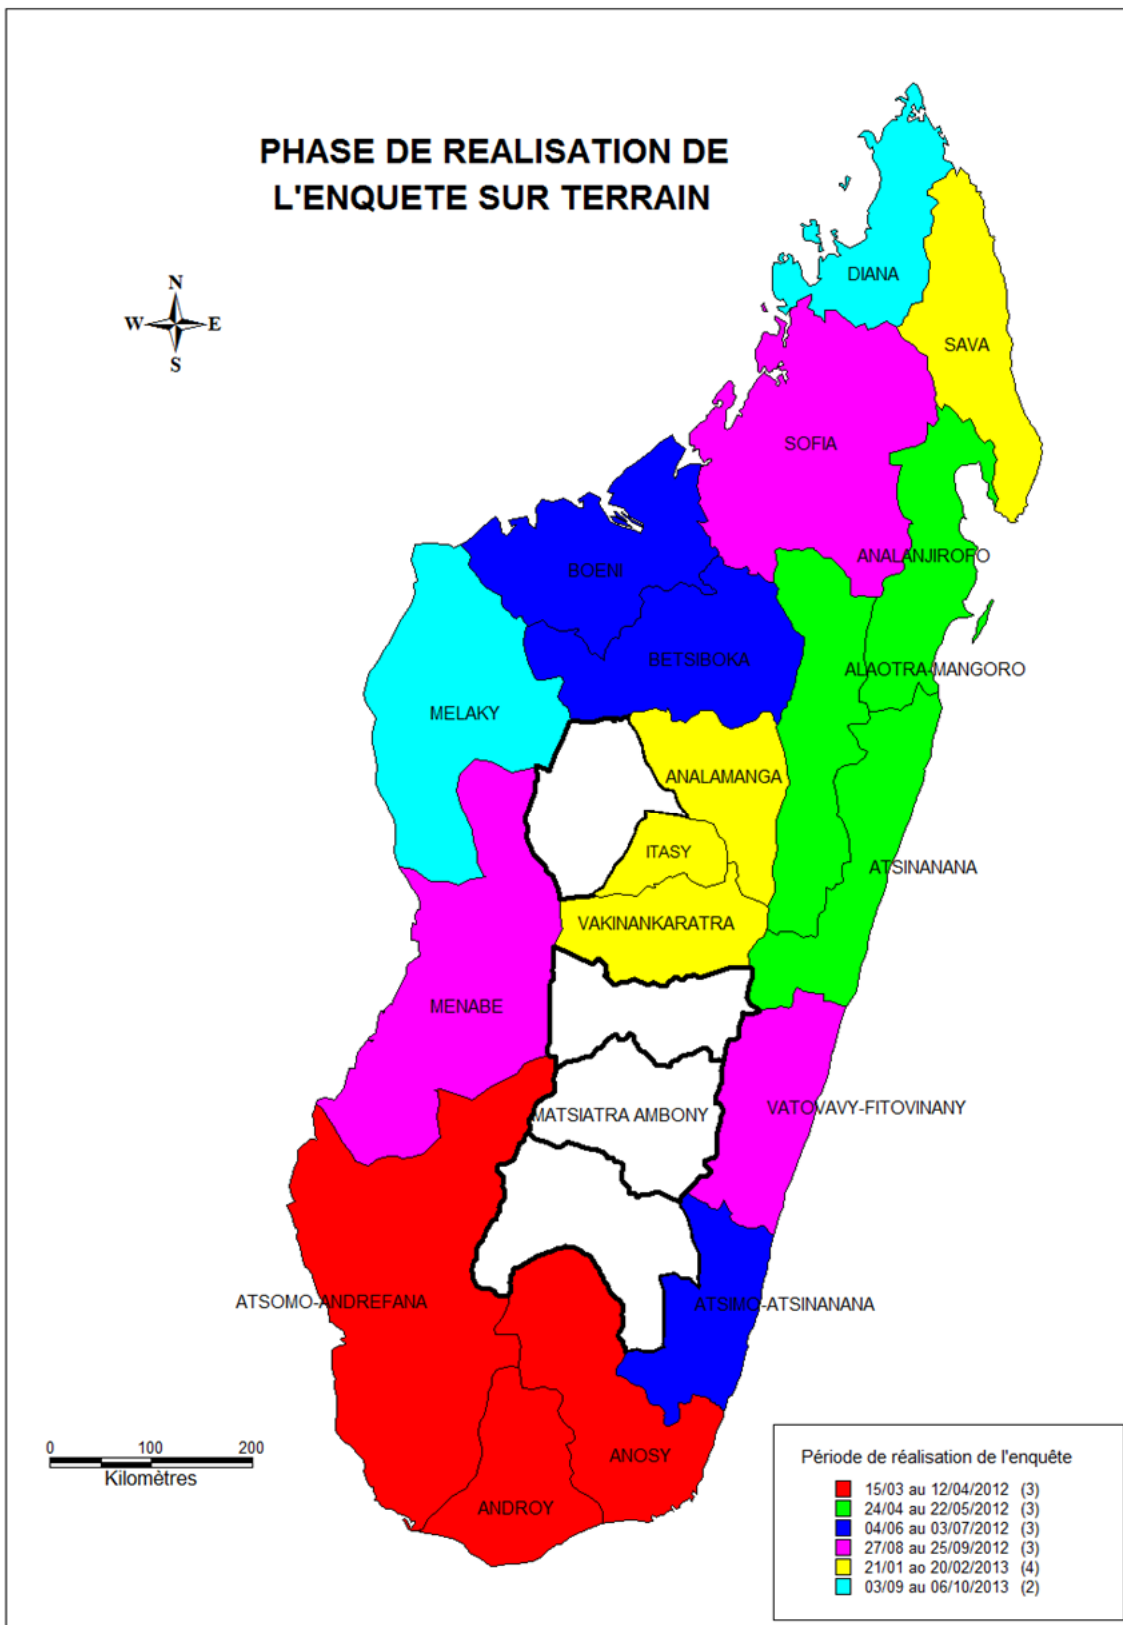 PHASE DE REALISATION DE
L'ENQUETE SUR TERRAIN
N
W E
S
DIANA
SAVA
SOFIA
ANALANJIROFO
BOENI
BETSIBOKA
ALAOTRA-MANGORO
MELAKY
ANALAMANGA
ITASY
ATSINANANA
VAKINANKARATRA
MENABE
MATSIATRA AMBONY
VATOVAVY-FITOVINANY
ATSOMO-ANDREFANA
ATSIMO-ATSINANANA
ANOSY
ANDROY
0 100 200
Kilomètres
Période de réalisation de l'enquête
15/03 au 12/04/2012 (3)
24/04 au 22/05/2012 (3)
04/06 au 03/07/2012 (3)
27/08 au 25/09/2012 (3)
21/01 ao 20/02/2013 (4)
03/09 au 06/10/2013 (2)